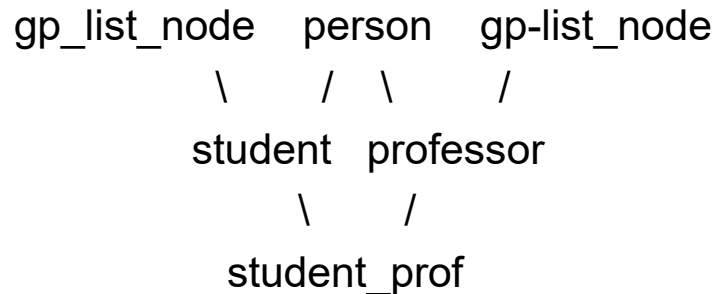 gp_list_node person gp-list_node
\ / \ /
student professor
\ /
student_prof